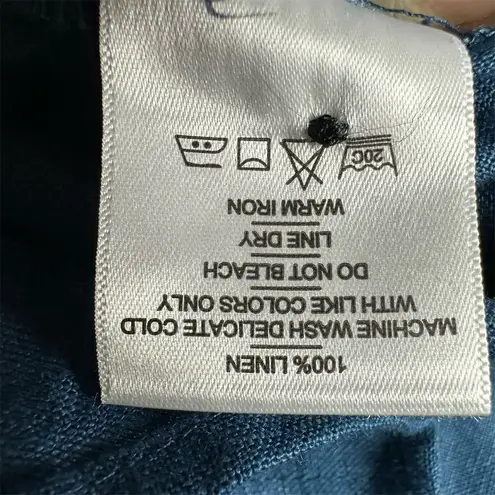 100% LINEN
MACHINE WASH DELICATE COLD
WITH LIKE COLORS ONLY
DO NOT BLEACH
LINE DRY
WARM IRON
20C